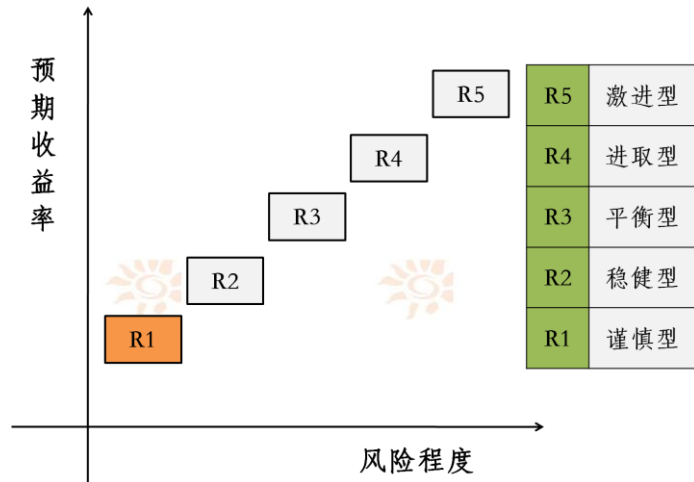 预期收益率
R5
R4
R3
R2
R1
风险程度
R5 激进型
R4 进取型
R3 平衡型
R2 稳健型
R1 谨慎型